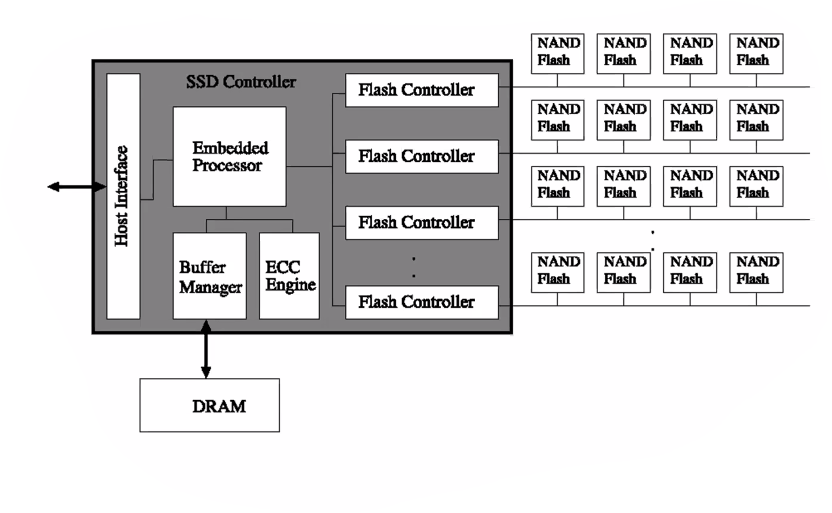 SSD Controller
Host Interface
Embedded
Processor
Buffer
Manager
ECC
Engine
DRAM
Flash Controller
Flash Controller
Flash Controller
Flash Controller
NAND
Flash
NAND
Flash
NAND
Flash
NAND
Flash
NAND
Flash
NAND
Flash
NAND
Flash
NAND
Flash
NAND
Flash
NAND
Flash
NAND
Flash
NAND
Flash
NAND
Flash
NAND
Flash
NAND
Flash
NAND
Flash